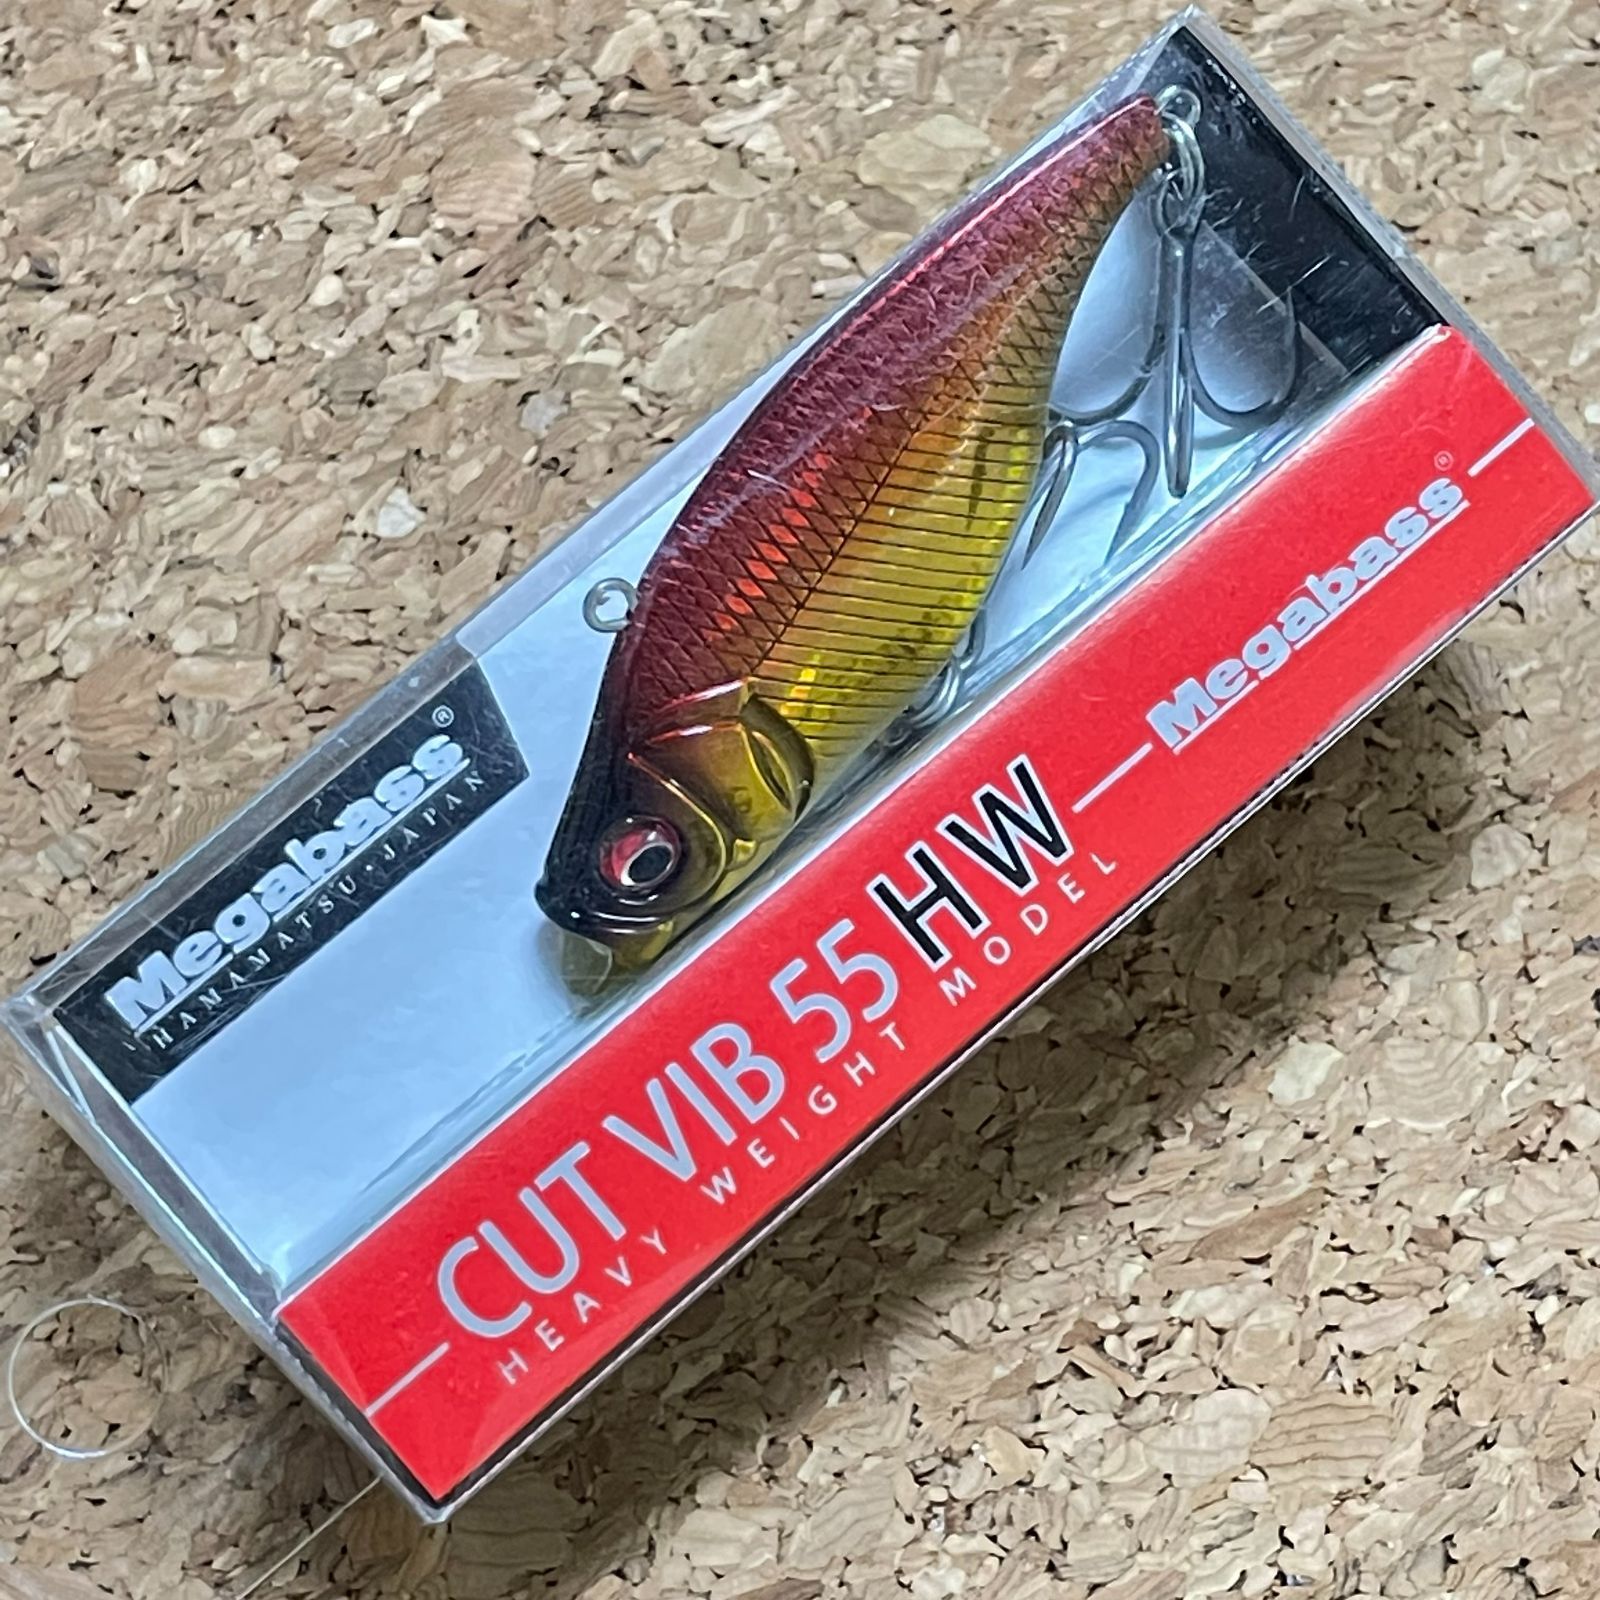 Megabass®
HAMAMATSU·JAPAN
CUT VIB 55 HW
HEAVY WEIGHT MODEL
Megabass®